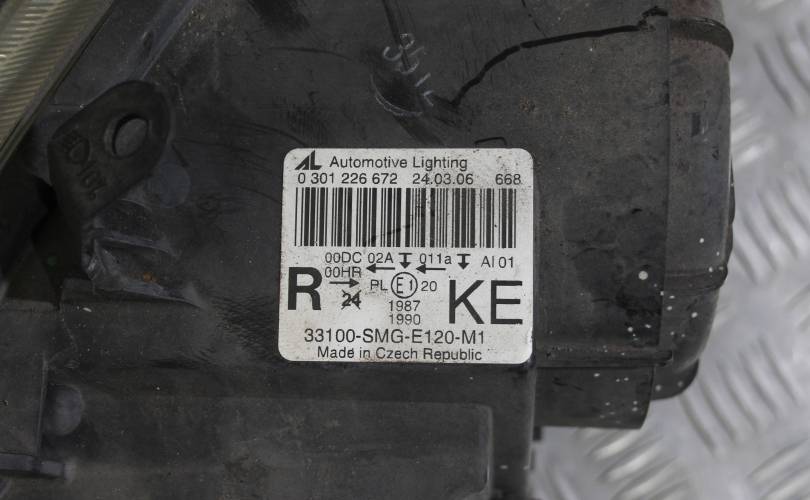 AL Automotive Lighting
0 301 226 672 24.03.06 668
00DC 02A 011a AI 01
00HR
R PL E1 20 KE
24 1987
1990
33100-SMG-E120-M1
Made in Czech Republic